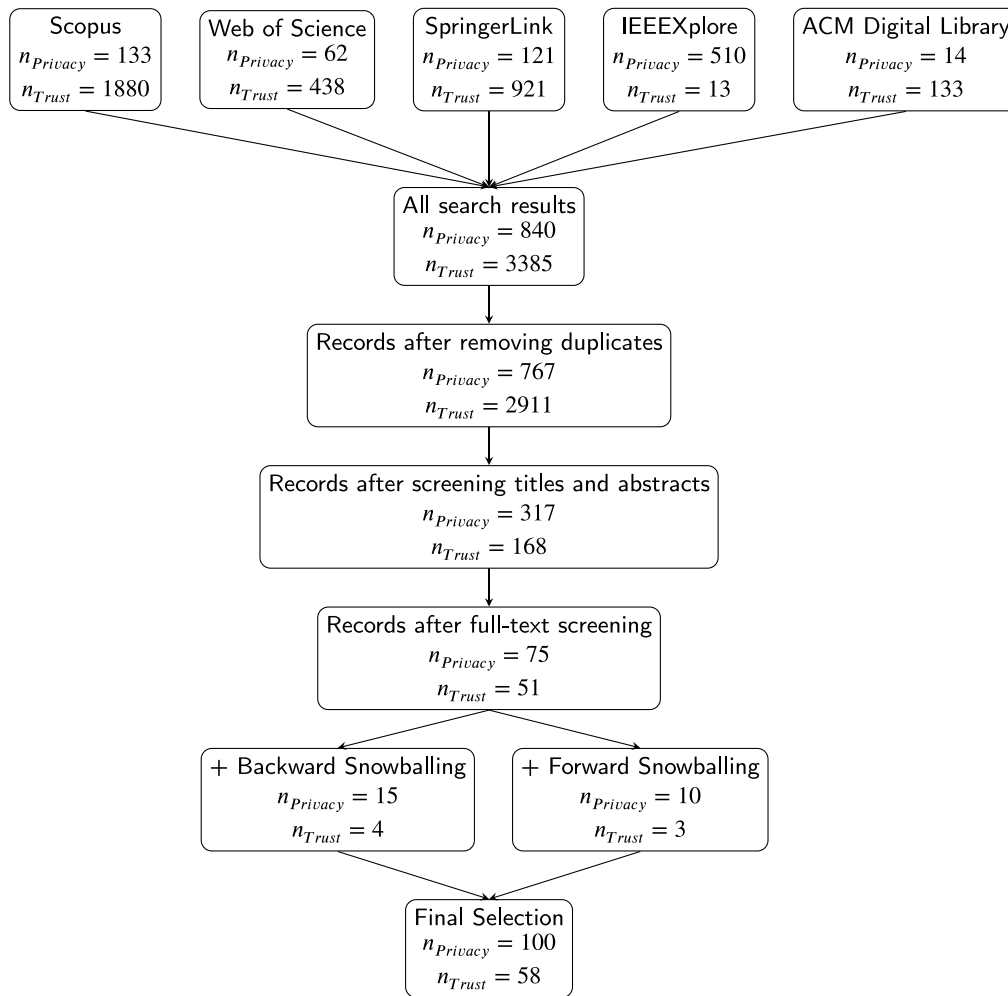 Scopus
n_Privacy = 133
n_Trust = 1880
Web of Science
n_Privacy = 62
n_Trust = 438
SpringerLink
n_Privacy = 121
n_Trust = 921
IEEEXplore
n_Privacy = 510
n_Trust = 13
ACM Digital Library
n_Privacy = 14
n_Trust = 133
All search results
n_Privacy = 840
n_Trust = 3385
Records after removing duplicates
n_Privacy = 767
n_Trust = 2911
Records after screening titles and abstracts
n_Privacy = 317
n_Trust = 168
Records after full-text screening
n_Privacy = 75
n_Trust = 51
+ Backward Snowballing
n_Privacy = 15
n_Trust = 4
+ Forward Snowballing
n_Privacy = 10
n_Trust = 3
Final Selection
n_Privacy = 100
n_Trust = 58